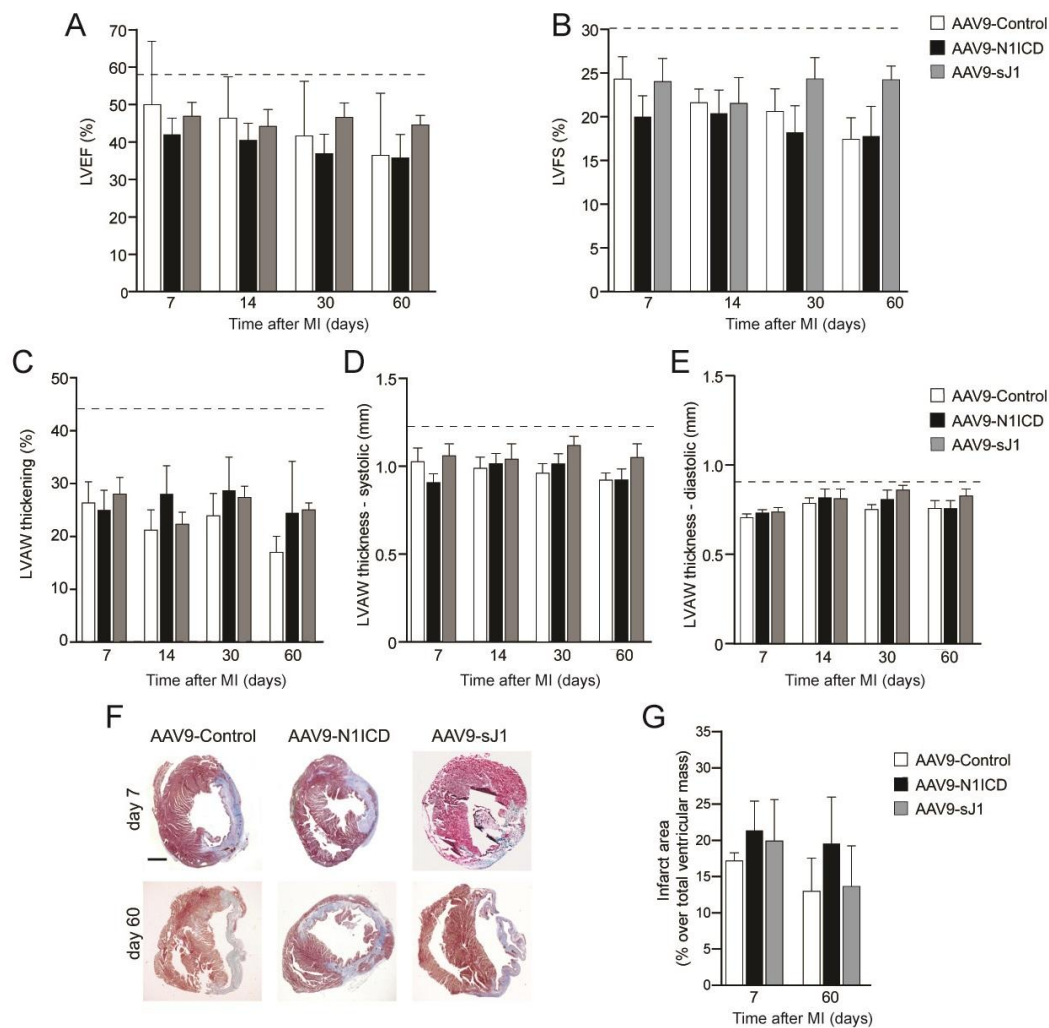 A
LVEF (%)
80
70
60
50
40
30
20
10
0
7 14 30 60
Time after MI (days)
B
LVFS (%)
30
25
20
15
10
5
0
7 14 30 60
Time after MI (days)
AAV9-Control
AAV9-N1ICD
AAV9-sJ1
C
LVAW thickening (%)
50
40
30
20
10
0
7 14 30 60
Time after MI (days)
D
LVAW thickness - systolic (mm)
1.5
1.0
0.5
0
7 14 30 60
Time after MI (days)
E
LVAW thickness - diastolic (mm)
1.5
1.0
0.5
0
7 14 30 60
Time after MI (days)
AAV9-Control
AAV9-N1ICD
AAV9-sJ1
F
AAV9-Control AAV9-N1ICD AAV9-sJ1
day 7
day 60
G
Infarct area
(% over total ventricular mass)
35
30
25
20
15
10
5
0
7 60
Time after MI (days)
AAV9-Control
AAV9-N1ICD
AAV9-sJ1